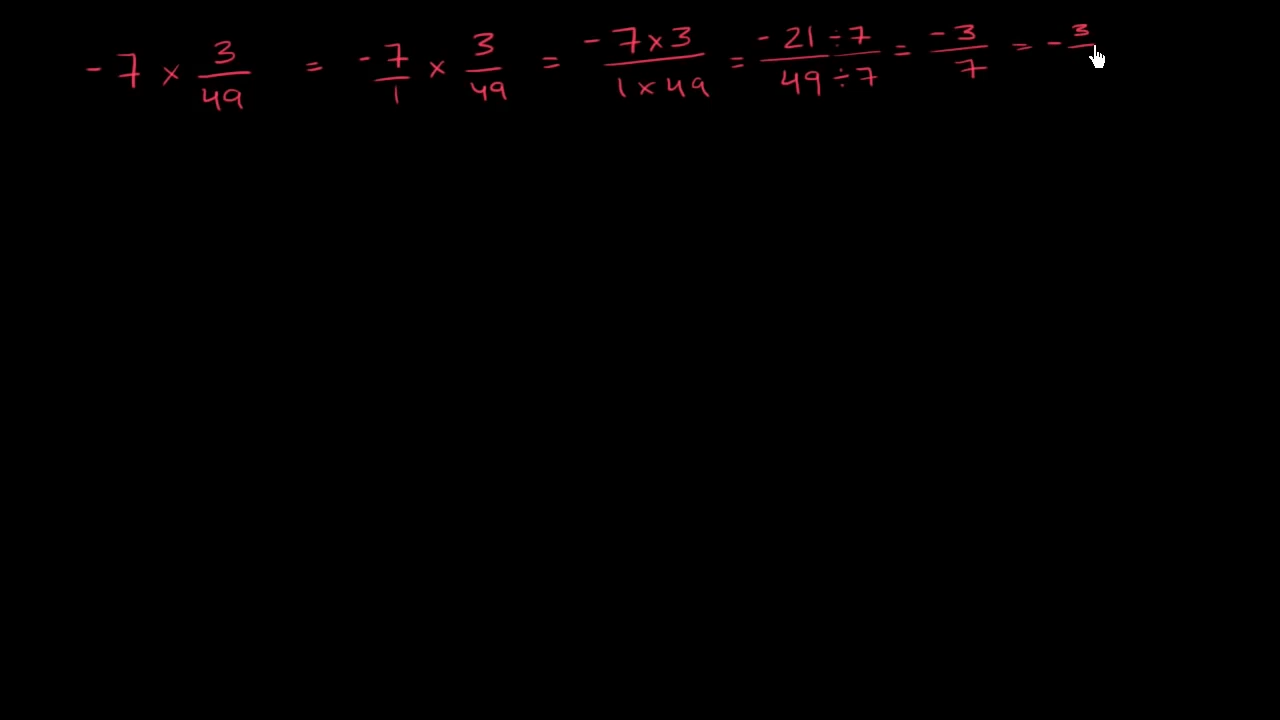 -7 × 3/49 = -7/1 × 3/49 = -7×3/1×49 = -21÷7/49÷7 = -3/7 = -3/